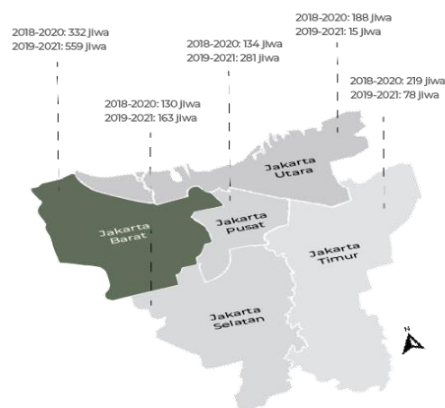 2018-2020: 332 jiwa
2019-2021: 559 jiwa
2018-2020: 130 jiwa
2019-2021: 163 jiwa
2018-2020: 134 jiwa
2019-2021: 281 jiwa
2018-2020: 188 jiwa
2019-2021: 15 jiwa
2018-2020: 219 jiwa
2019-2021: 78 jiwa
Jakarta
Utara
Jakarta
Pusat
Jakarta
Barat
Jakarta
Timur
Jakarta
Selatan
N